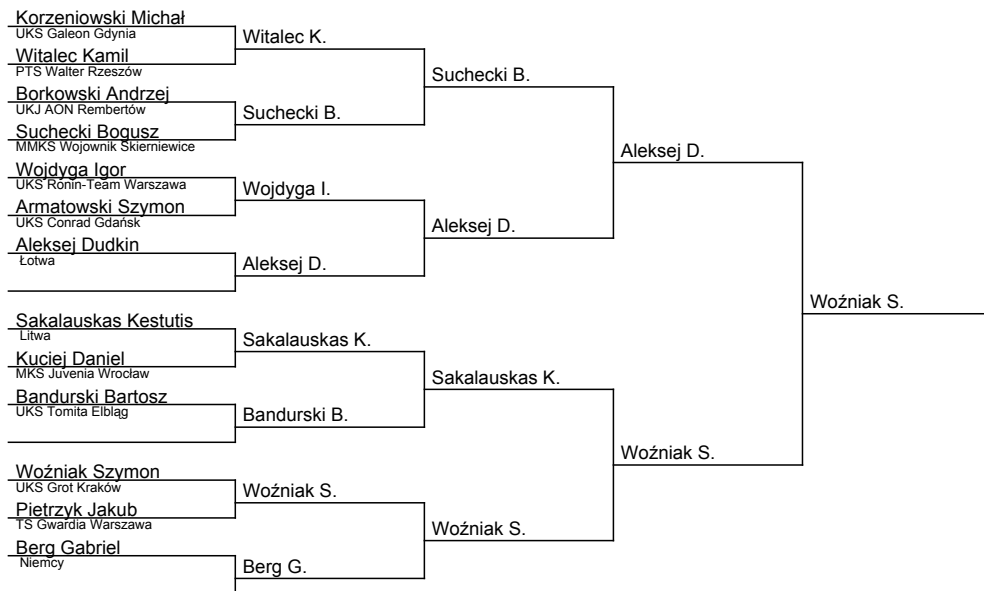 Korzeniowski Michał
UKS Galeon Gdynia
Witalec Kamil
PTS Walter Rzeszów
Borkowski Andrzej
UKJ AON Rembertów
Suchecki Bogusz
MMKS Wojownik Skierniewice
Wojdyga Igor
UKS Ronin-Team Warszawa
Armatowski Szymon
UKS Conrad Gdańsk
Aleksej Dudkin
Łotwa
Sakalauskas Kestutis
Litwa
Kuciej Daniel
MKS Juvenia Wrocław
Bandurski Bartosz
UKS Tomita Elbląg
Woźniak Szymon
UKS Grot Kraków
Pietrzyk Jakub
TS Gwardia Warszawa
Berg Gabriel
Niemcy
Witalec K.
Suchecki B.
Wojdyga I.
Aleksej D.
Sakalauskas K.
Bandurski B.
Woźniak S.
Berg G.
Suchecki B.
Aleksej D.
Sakalauskas K.
Woźniak S.
Aleksej D.
Woźniak S.
Woźniak S.